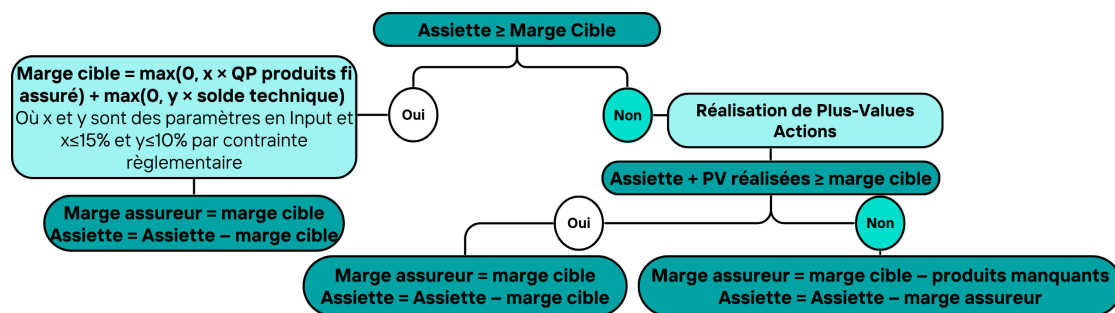 Assiette ≥ Marge Cible
Marge cible = max(0, x × QP produits fi
assuré) + max(0, y × solde technique)
Où x et y sont des paramètres en Input et
x≤15% et y≤10% par contrainte
règlementaire
Oui
Non
Réalisation de Plus-Values
Actions
Assiette + PV réalisées ≥ marge cible
Marge assureur = marge cible
Assiette = Assiette – marge cible
Oui
Non
Marge assureur = marge cible
Assiette = Assiette – marge cible
Marge assureur = marge cible – produits manquants
Assiette = Assiette – marge assureur